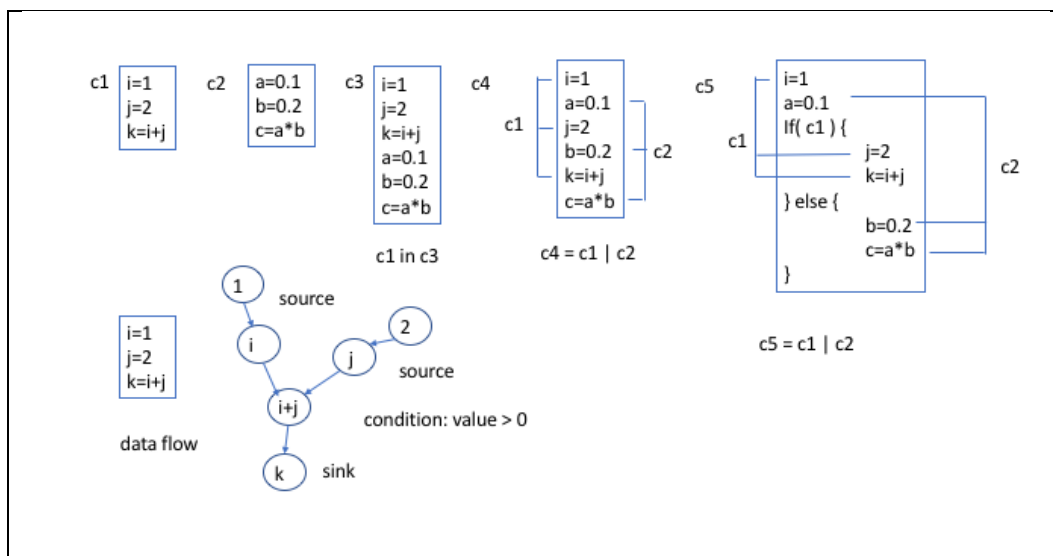 c1
i=1
j=2
k=i+j
c2
a=0.1
b=0.2
c=a*b
c3
i=1
j=2
k=i+j
a=0.1
b=0.2
c=a*b
c1 in c3
c4
c1
i=1
a=0.1
j=2
b=0.2
k=i+j
c=a*b
c2
c4 = c1 | c2
c5
c1
i=1
a=0.1
If( c1 ) {
j=2
k=i+j
} else {
b=0.2
c=a*b
}
c2
c5 = c1 | c2
i=1
j=2
k=i+j
data flow
1
source
i
2
j
source
i+j
condition: value > 0
k
sink